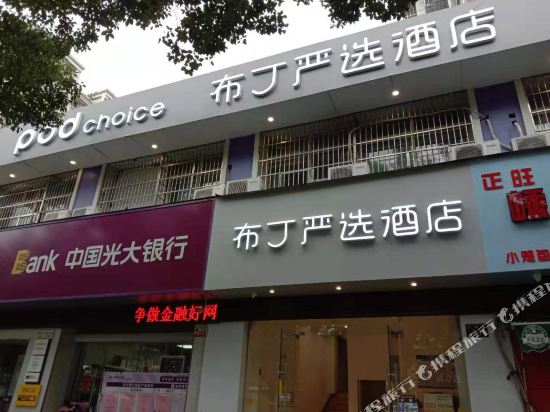 pod choice 布丁严选酒店
Bank 中国光大银行
布丁严选酒店
正旺
小笼包
争做金融好网
携程旅行
携程旅行